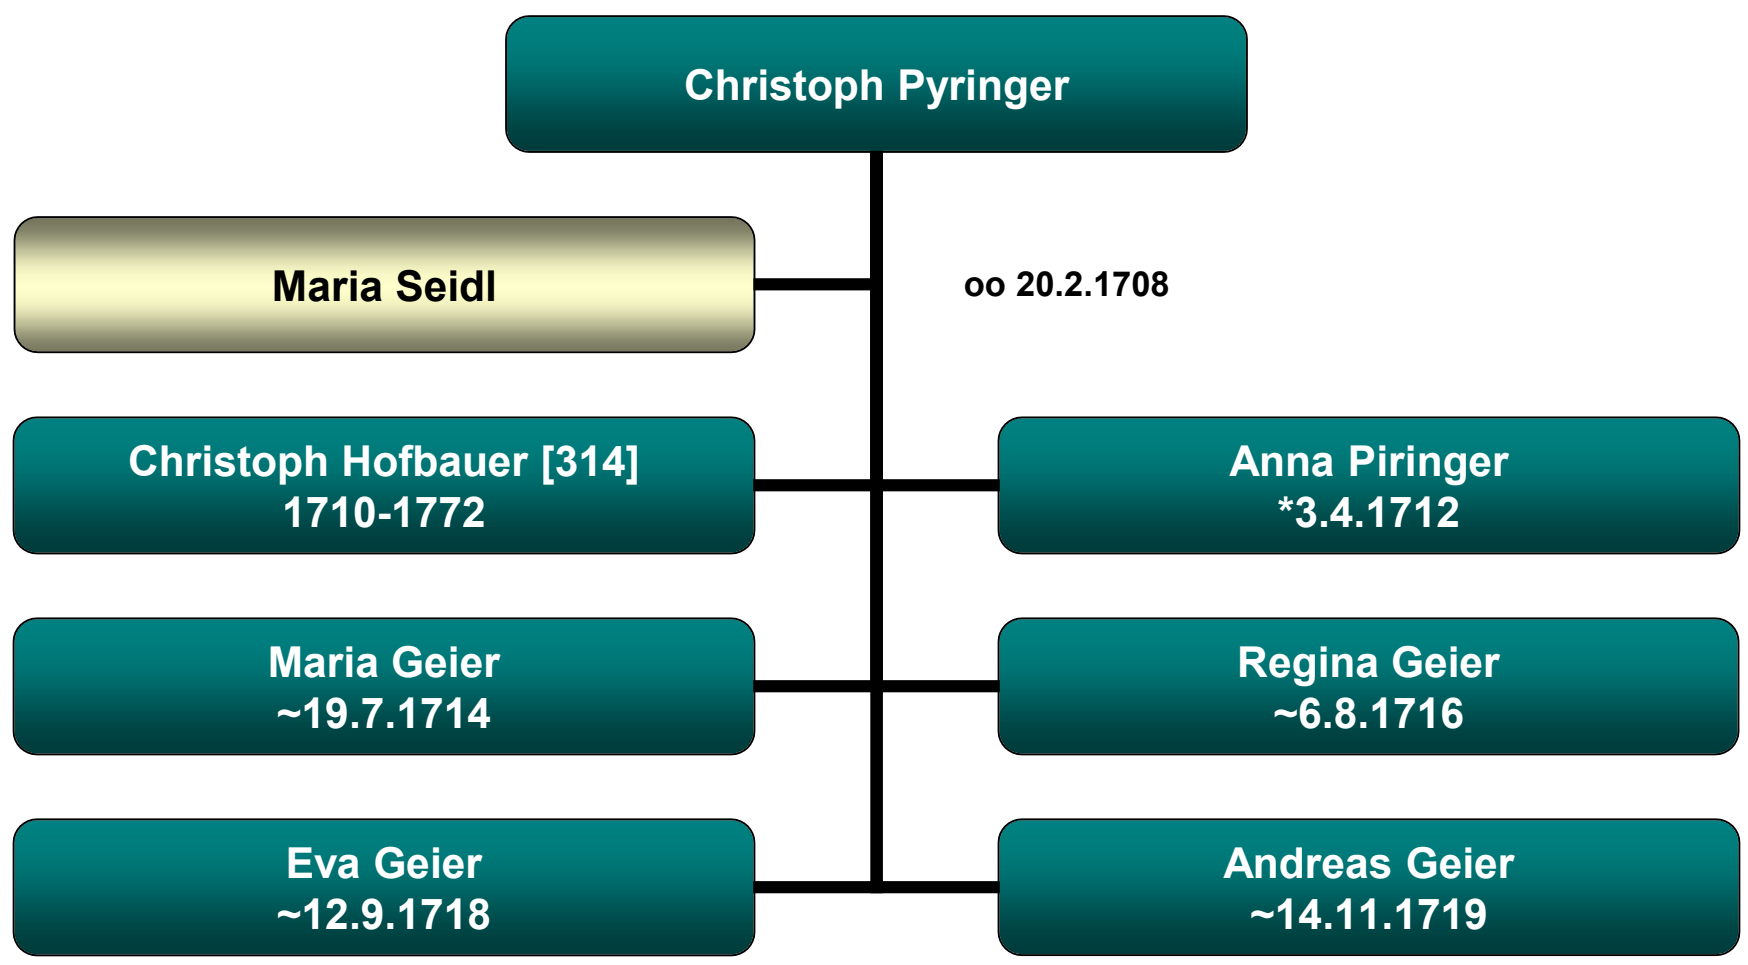 Christoph Pyringer
Maria Seidl
oo 20.2.1708
Christoph Hofbauer [314]
1710-1772
Anna Piringer
*3.4.1712
Maria Geier
~19.7.1714
Regina Geier
~6.8.1716
Eva Geier
~12.9.1718
Andreas Geier
~14.11.1719